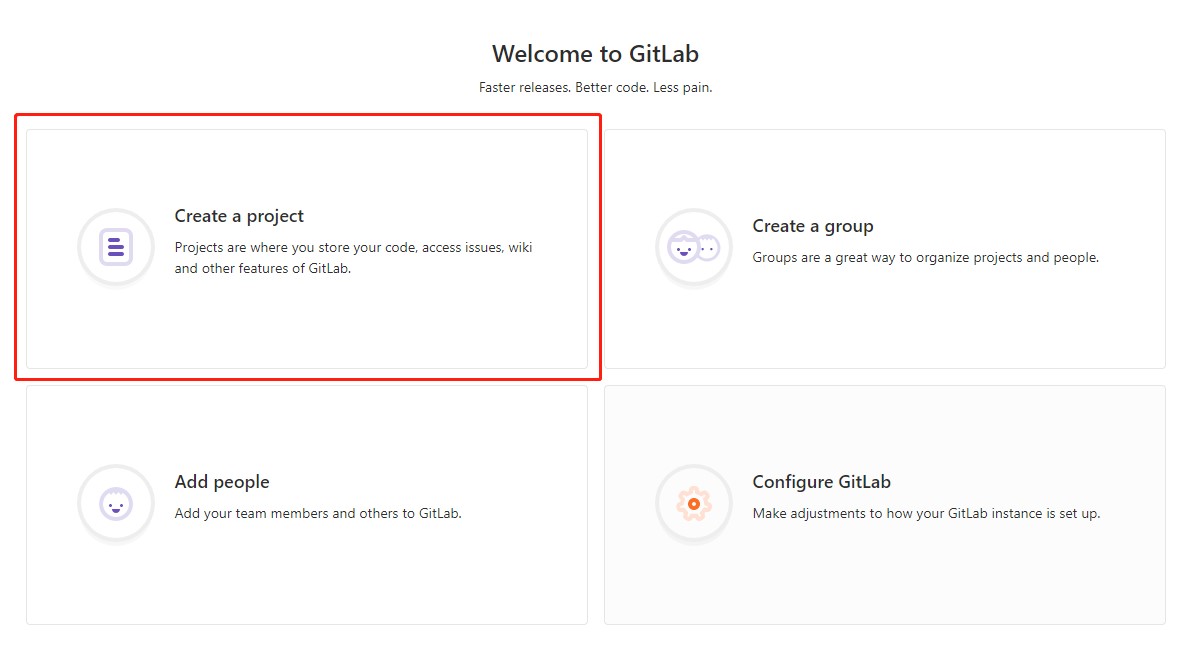 Welcome to GitLab
Faster releases. Better code. Less pain.
Create a project
Projects are where you store your code, access issues, wiki
and other features of GitLab.
Create a group
Groups are a great way to organize projects and people.
Add people
Add your team members and others to GitLab.
Configure GitLab
Make adjustments to how your GitLab instance is set up.